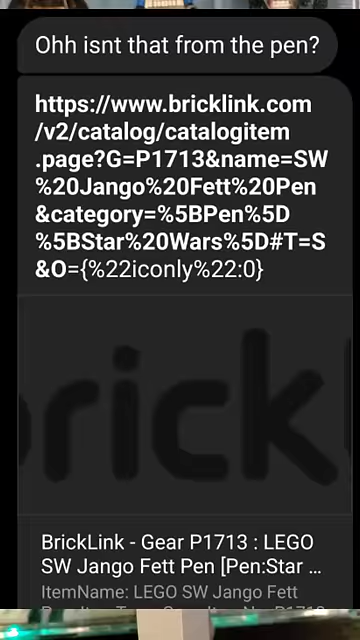 Ohh isnt that from the pen?
https://www.bricklink.com
/v2/catalog/catalogitem
.page?G=P1713&name=SW
%20Jango%20Fett%20Pen
&category=%5BPen%5D
%5BStar%20Wars%5D#T=S
&O={%22iconly%22:0}
brickl
BrickLink - Gear P1713 : LEGO
SW Jango Fett Pen [Pen:Star ...
ItemName: LEGO SW Jango Fett